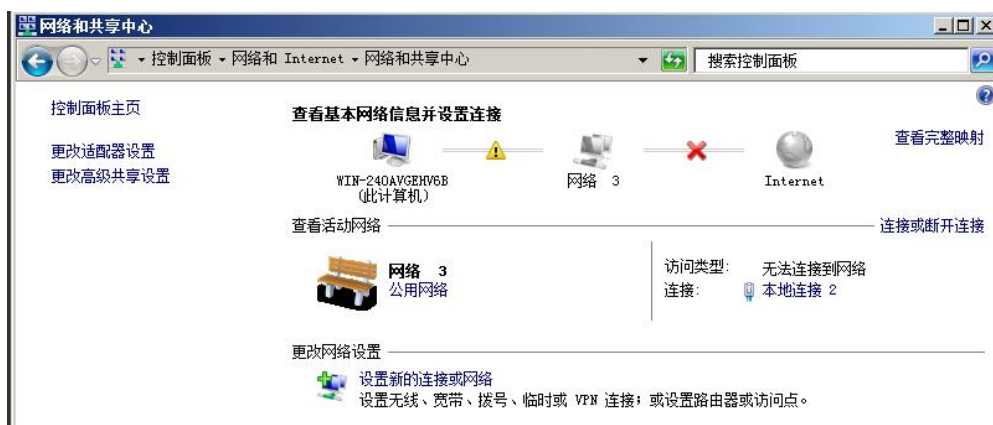 网络和共享中心
控制面板 网络和 Internet 网络和共享中心 搜索控制面板
控制面板主页
更改适配器设置
更改高级共享设置
查看基本网络信息并设置连接
查看完整映射
WIN-240AVGEHV6B 网络 3 Internet
(此计算机)
查看活动网络 连接或断开连接
网络 3
公用网络
访问类型: 无法连接到网络
连接: 本地连接 2
更改网络设置
设置新的连接或网络
设置无线、宽带、拨号、临时或 VPN 连接；或设置路由器或访问点。